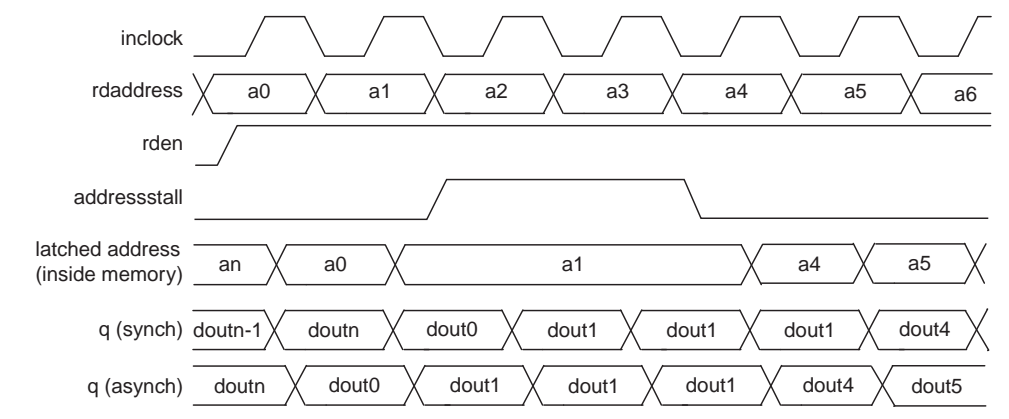 inclock
rdaddress a0 a1 a2 a3 a4 a5 a6
rden
addressstall
latched address
(inside memory) an a0 a1 a4 a5
q (synch) doutn-1 doutn dout0 dout1 dout1 dout1 dout4
q (asynch) doutn dout0 dout1 dout1 dout1 dout4 dout5